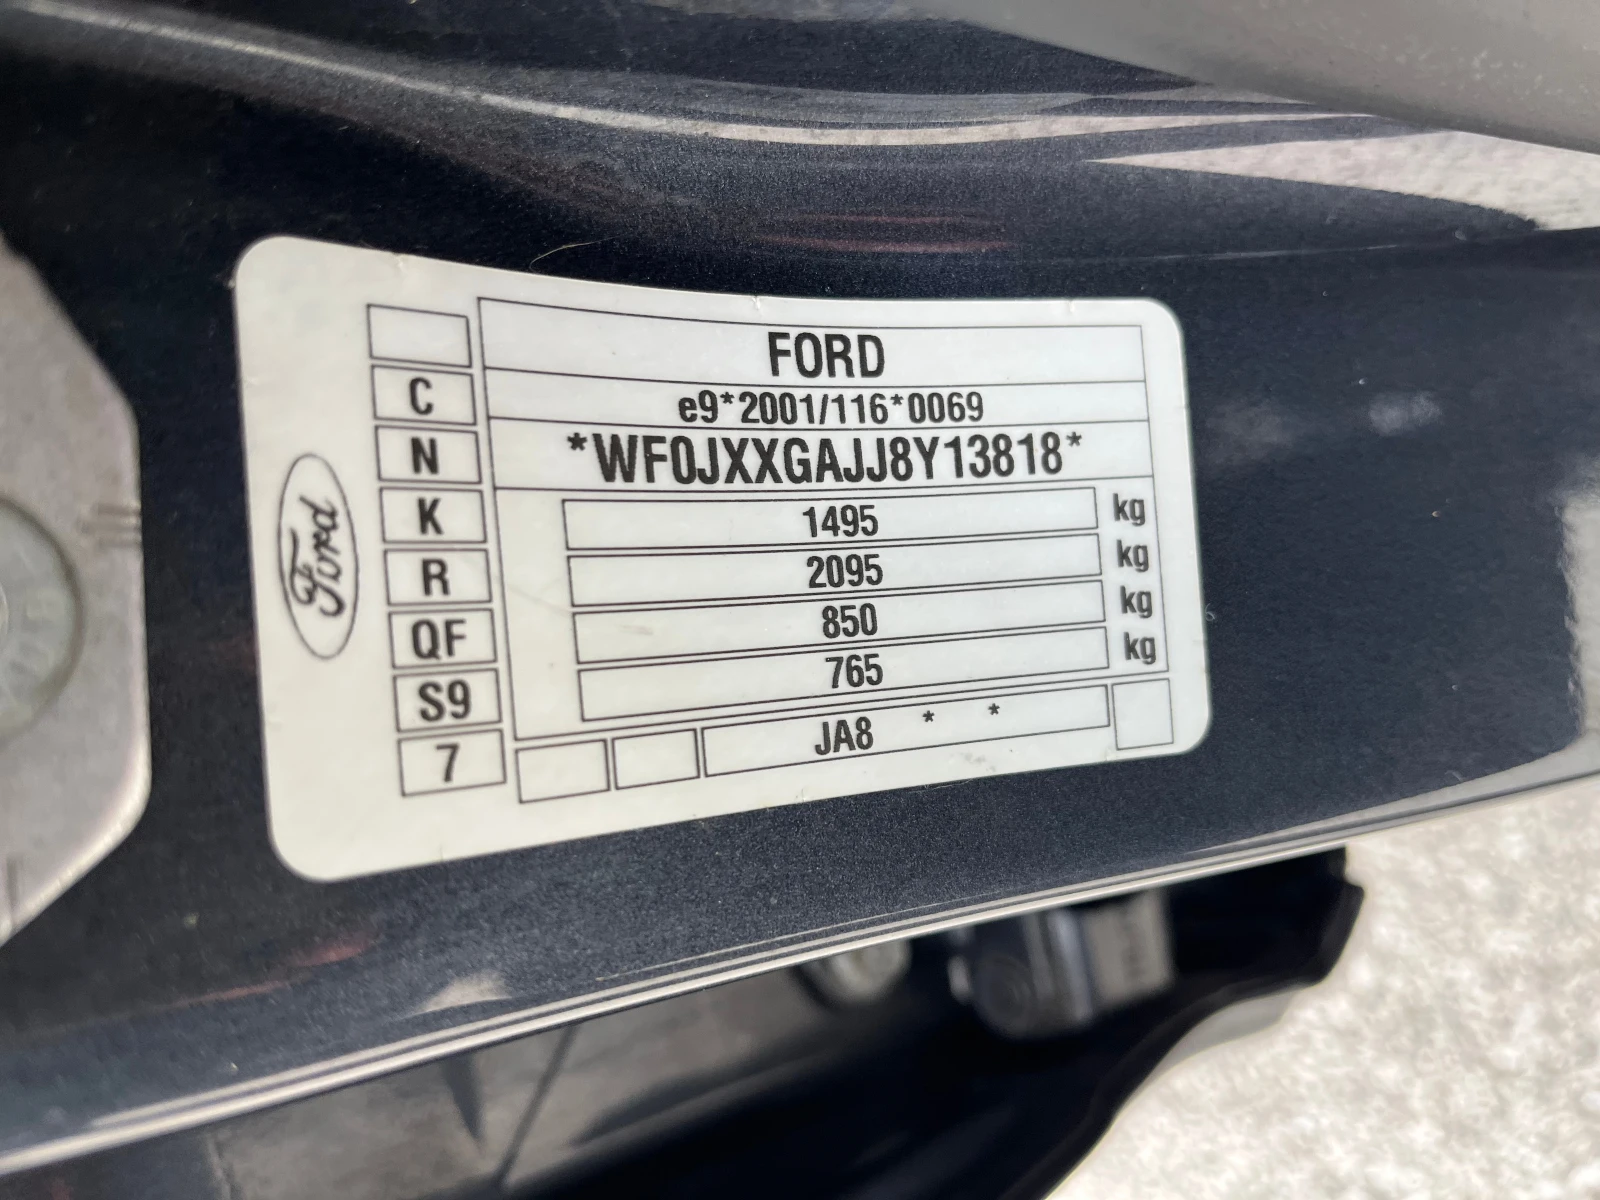 Ford
C
N
K
R
QF
S9
7
FORD
e9*2001/116*0069
*WF0JXXGAJJ8Y13818*
1495 kg
2095 kg
850 kg
765 kg
JA8 * *